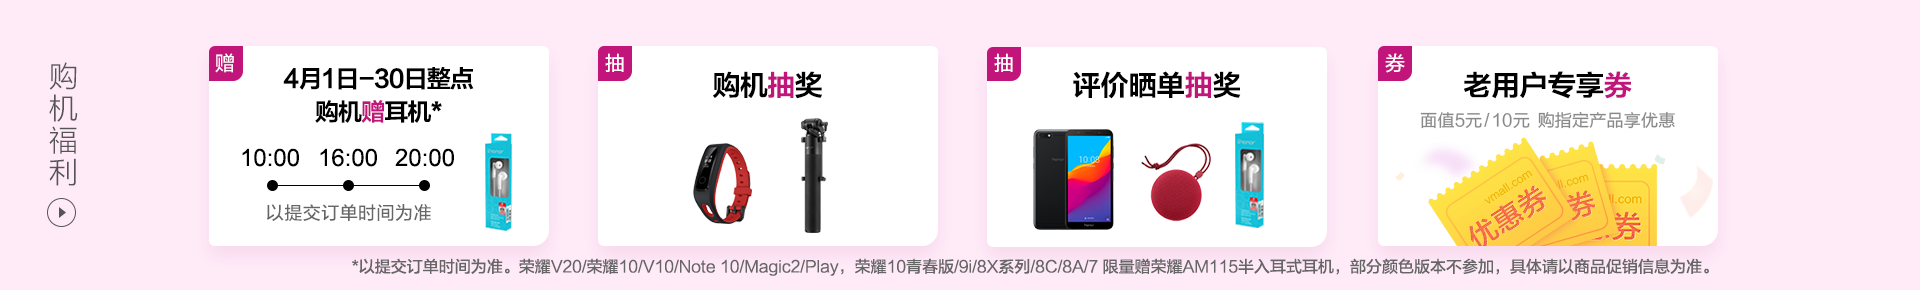 购机福利
赠
4月1日-30日整点
购机赠耳机*
10:00 16:00 20:00
以提交订单时间为准
抽
购机抽奖
抽
评价晒单抽奖
10:08
券
老用户专享券
面值5元/10元 购指定产品享优惠
vmall.com
优惠券
ll.com
券
ll.com
惠券
*以提交订单时间为准。荣耀V20/荣耀10/V10/Note 10/Magic2/Play，荣耀10青春版/9i/8X系列/8C/8A/7 限量赠荣耀AM115半入耳式耳机，部分颜色版本不参加，具体请以商品促销信息为准。